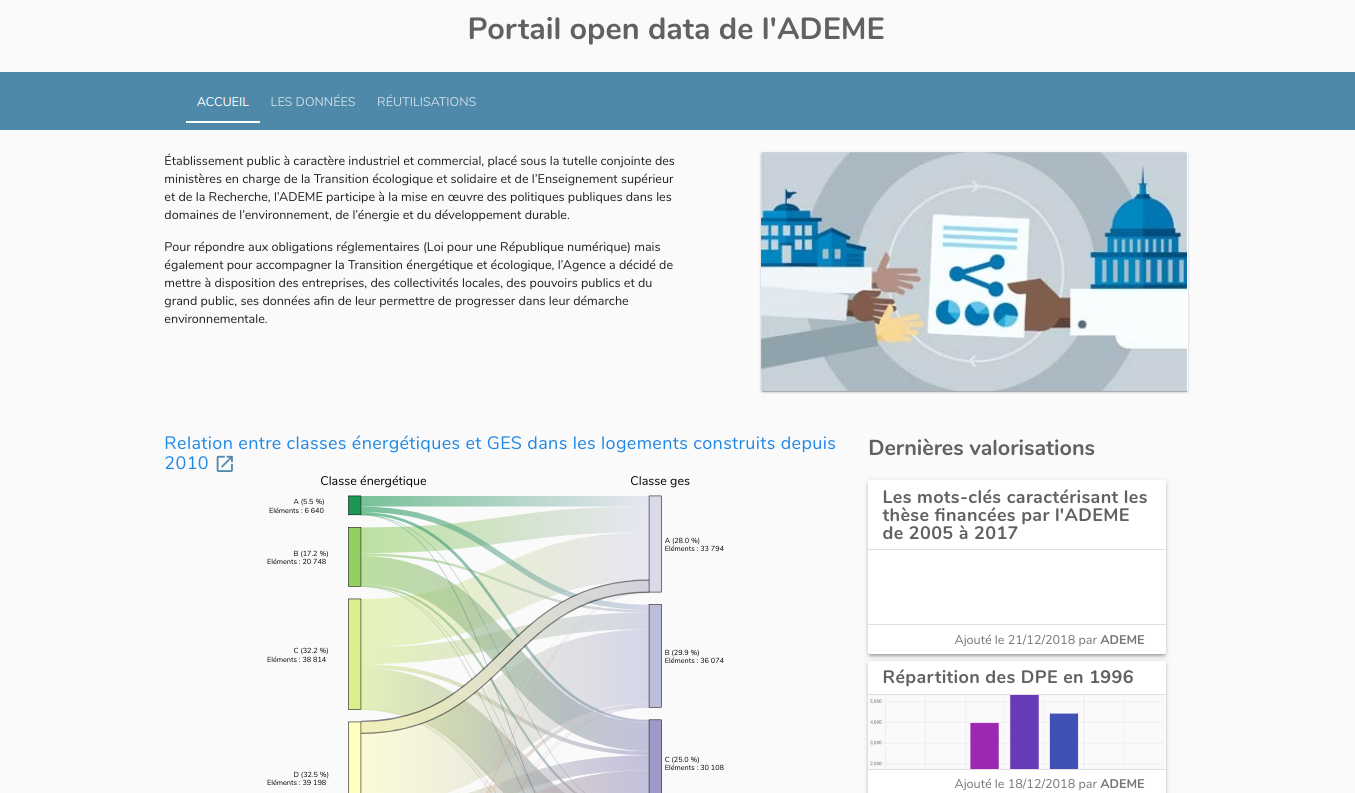 Portail open data de l'ADEME
ACCUEIL
LES DONNÉES
RÉUTILISATIONS
Établissement public à caractère industriel et commercial, placé sous la tutelle conjointe des
ministères en charge de la Transition écologique et solidaire et de l'Enseignement supérieur
et de la Recherche, l'ADEME participe à la mise en œuvre des politiques publiques dans les
domaines de l'environnement, de l'énergie et du développement durable.
Pour répondre aux obligations réglementaires (Loi pour une République numérique) mais
également pour accompagner la Transition énergétique et écologique, l'Agence a décidé de
mettre à disposition des entreprises, des collectivités locales, des pouvoirs publics et du
grand public, ses données afin de leur permettre de progresser dans leur démarche
environnementale.
Relation entre classes énergétiques et GES dans les logements construits depuis
2010
Classe énergétique
Classe ges
A (5.5 %)
Eléments : 6 640
B (17.2 %)
Eléments : 20 748
C (32.2 %)
Eléments : 38 814
D (32.5 %)
Eléments : 39 198
A (28.0 %)
Eléments : 33 794
B (29.9 %)
Eléments : 36 074
C (25.0 %)
Eléments : 30 108
Dernières valorisations
Les mots-clés caractérisant les
thèse financées par l'ADEME
de 2005 à 2017
Ajouté le 21/12/2018 par ADEME
Répartition des DPE en 1996
5,000
4,000
3,000
2,000
Ajouté le 18/12/2018 par ADEME